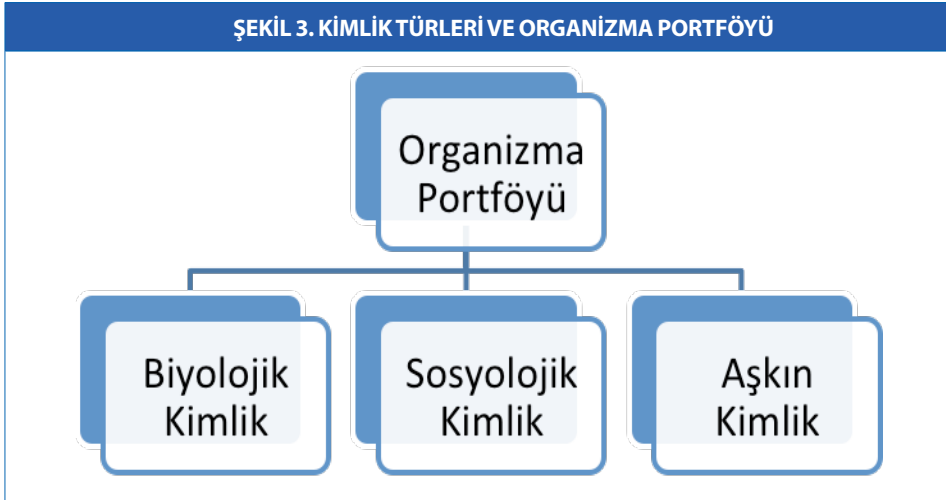 ŞEKİL 3. KİMLİK TÜRLERİ VE ORGANİZMA PORTFÖYÜ
Organizma
Portföyü
Biyolojik
Kimlik
Sosyolojik
Kimlik
Aşkın
Kimlik